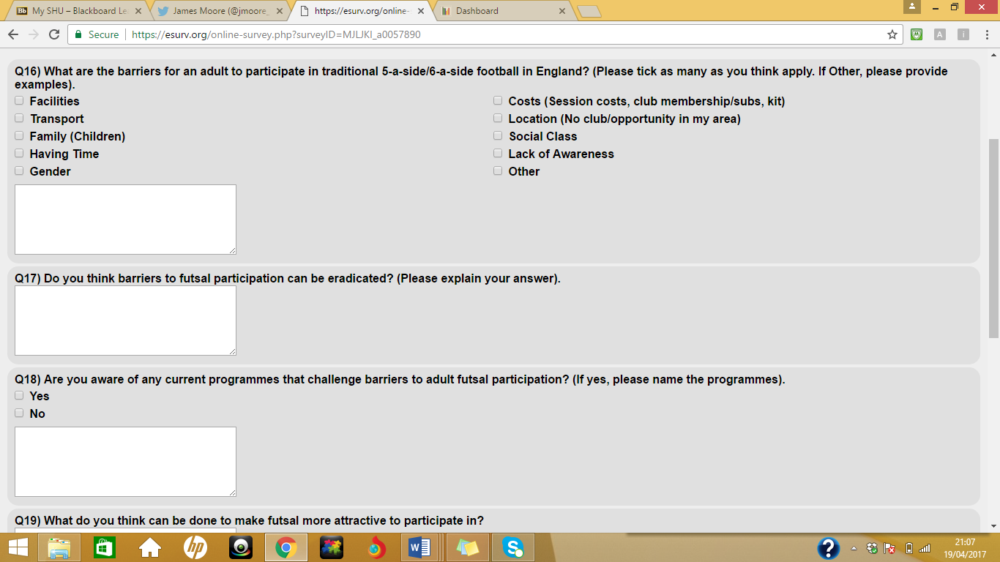 My SHU – Blackboard Le
James Moore (@jmoore_
https://esurv.org/online-
Dashboard
Secure
https://esurv.org/online-survey.php?surveyID=MJLJKI_a0057890
Q16) What are the barriers for an adult to participate in traditional 5-a-side/6-a-side football in England? (Please tick as many as you think apply. If Other, please provide
examples).
Facilities
Costs (Session costs, club membership/subs, kit)
Transport
Location (No club/opportunity in my area)
Family (Children)
Social Class
Having Time
Lack of Awareness
Gender
Other
Q17) Do you think barriers to futsal participation can be eradicated? (Please explain your answer).
Q18) Are you aware of any current programmes that challenge barriers to adult futsal participation? (If yes, please name the programmes).
Yes
No
Q19) What do you think can be done to make futsal more attractive to participate in?
21:07
19/04/2017